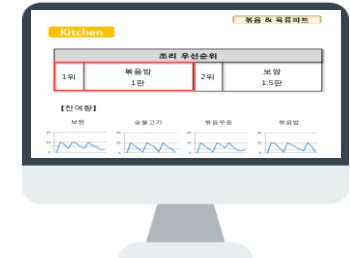 볶음 & 육류파트
Kitchen
조리 우선순위
1위 볶음밥 1판 2위 보쌈 1.5판
[잔여량]
보쌈 숯불고기 볶음우동 볶음밥